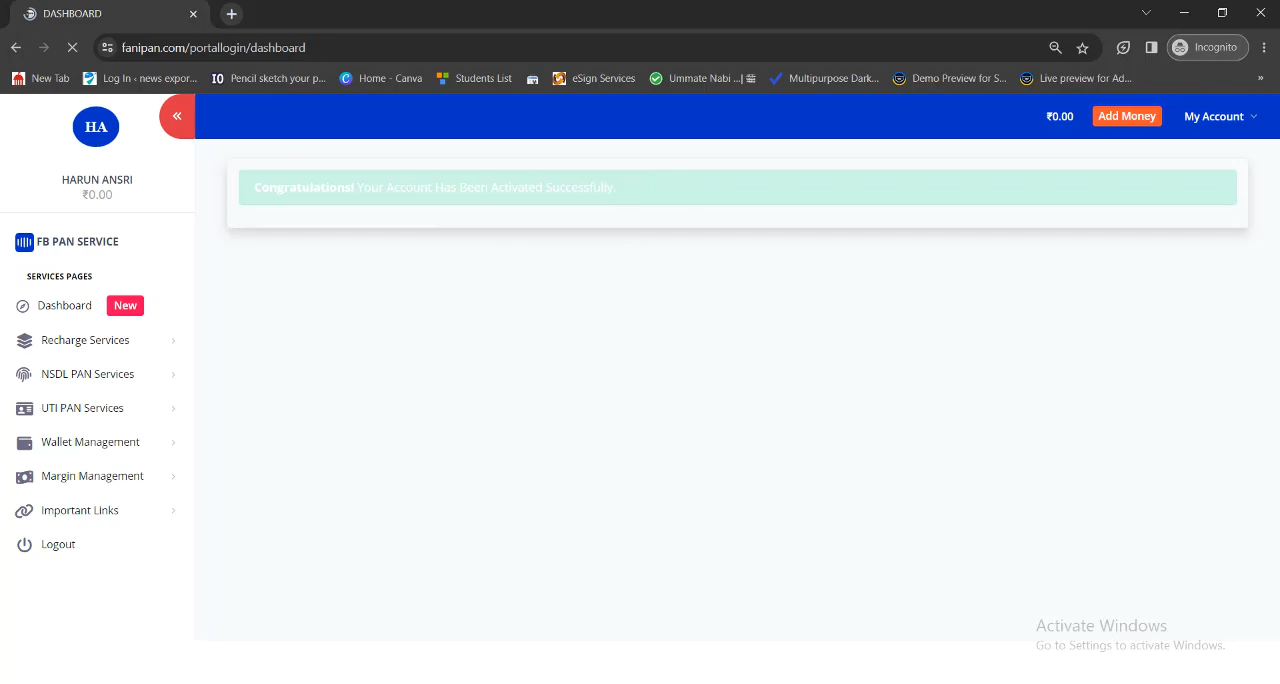 DASHBOARD
fanipan.com/portallogin/dashboard
Incognito
New Tab
Log In ‹ news expor...
IO Pencil sketch your p...
C Home - Canva
Students List
eSign Services
Ummate Nabi ...|
Multipurpose Dark...
Demo Preview for S...
Live preview for Ad...
»
HA
«
₹0.00
Add Money
My Account
HARUN ANSRI
₹0.00
Congratulations! Your Account Has Been Activated Successfully.
FB PAN SERVICE
SERVICES PAGES
Dashboard New
Recharge Services
NSDL PAN Services
UTI PAN Services
Wallet Management
Margin Management
Important Links
Logout
Activate Windows
Go to Settings to activate Windows.